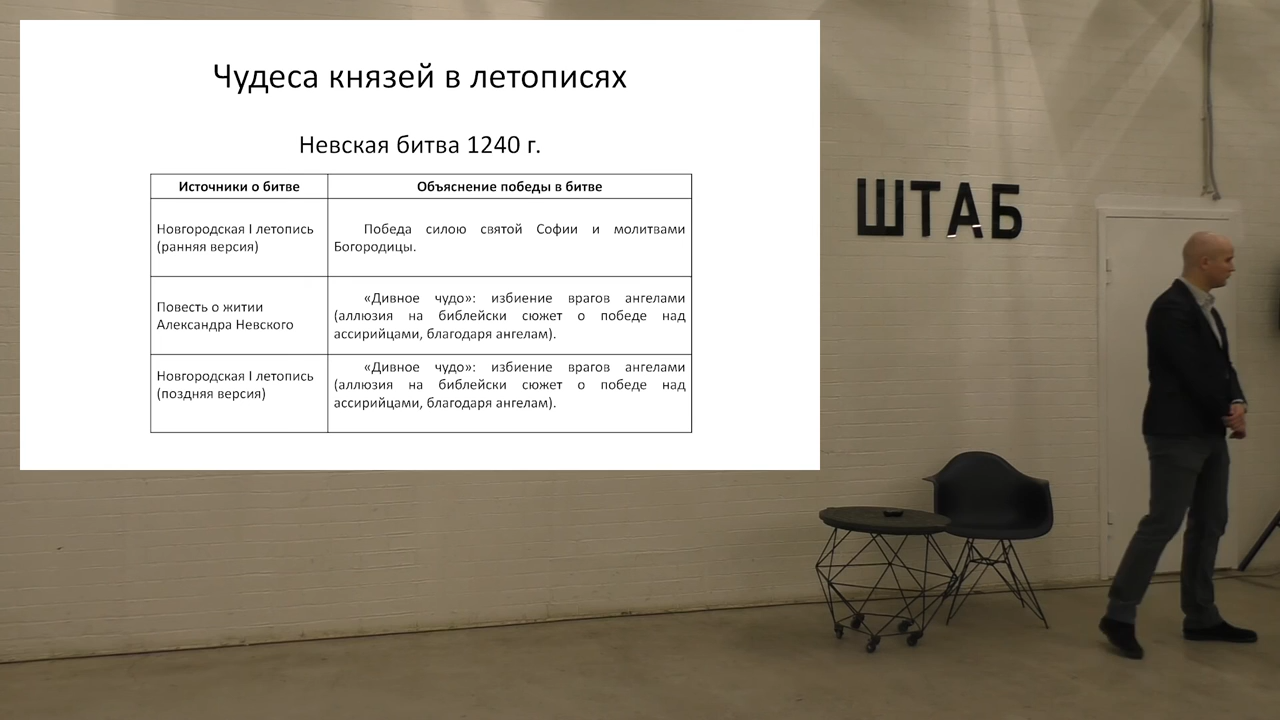 Чудеса князей в летописях
Невская битва 1240 г.
Источники о битве
Объяснение победы в битве
Новгородская I летопись
(ранняя версия)
Победа силою святой Софии и молитвами
Богородицы.
Повесть о житии
Александра Невского
«Дивное чудо»: избиение врагов ангелами
(аллюзия на библейски сюжет о победе над
ассирийцами, благодаря ангелам).
Новгородская I летопись
(поздняя версия)
«Дивное чудо»: избиение врагов ангелами
(аллюзия на библейски сюжет о победе над
ассирийцами, благодаря ангелам).
ШТАБ